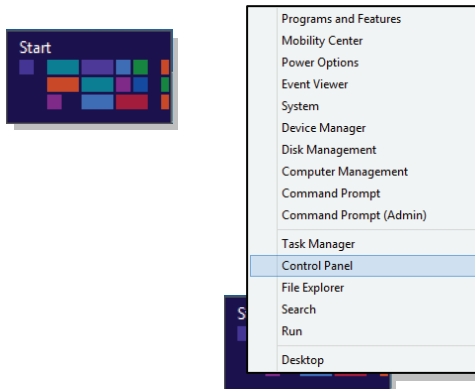 Start
Programs and Features
Mobility Center
Power Options
Event Viewer
System
Device Manager
Disk Management
Computer Management
Command Prompt
Command Prompt (Admin)
Task Manager
Control Panel
File Explorer
Search
Run
Desktop